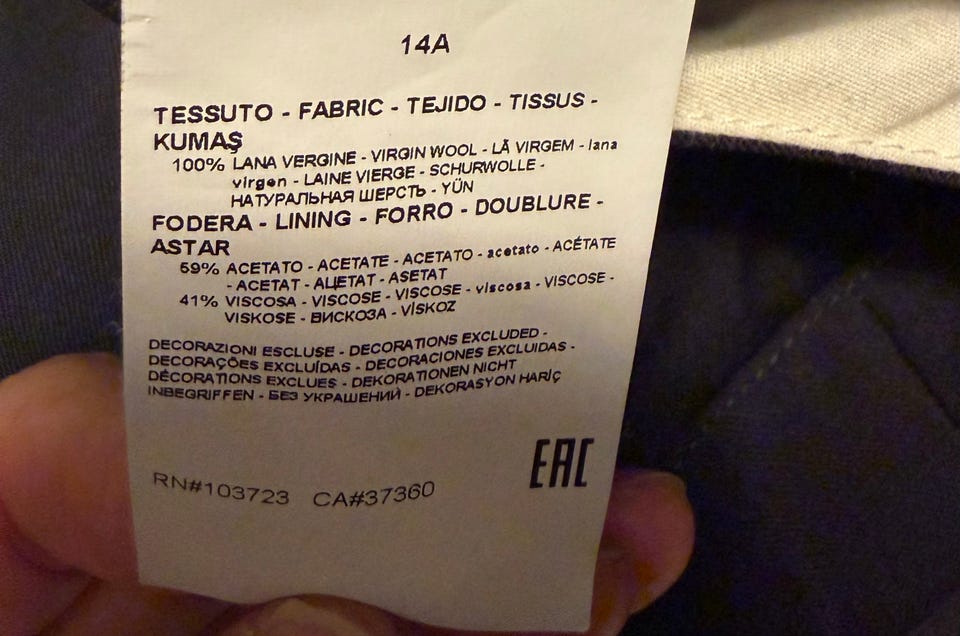 14A
TESSUTO - FABRIC - TEJIDO - TISSUS -
KUMAŞ
100% LANA VERGINE - VIRGIN WOOL - LÃ VIRGEM - lana
virgen - LAINE VIERGE - SCHURWOLLE -
НАТУРАЛЬНАЯ ШЕРСТЬ - YÜN
FODERA - LINING - FORRO - DOUBLURE -
ASTAR
59% ACETATO - ACETATE - ACETATO - acetato - ACÉTATE
- ACETAT - АЦЕТАТ - ASETAT
41% VISCOSA - VISCOSE - VISCOSE - viscosa - VISCOSE -
VISKOSE - ВИСКОЗА - VİSKOZ
DECORAZIONI ESCLUSE - DECORATIONS EXCLUDED -
DECORAÇÕES EXCLUÍDAS - DECORACIONES EXCLUIDAS -
DÉCORATIONS EXCLUES - DEKORATIONEN NICHT
INBEGRIFFEN - БЕЗ УКРАШЕНИЙ - DEKORASYON HARİÇ
EAC
RN#103723 CA#37360